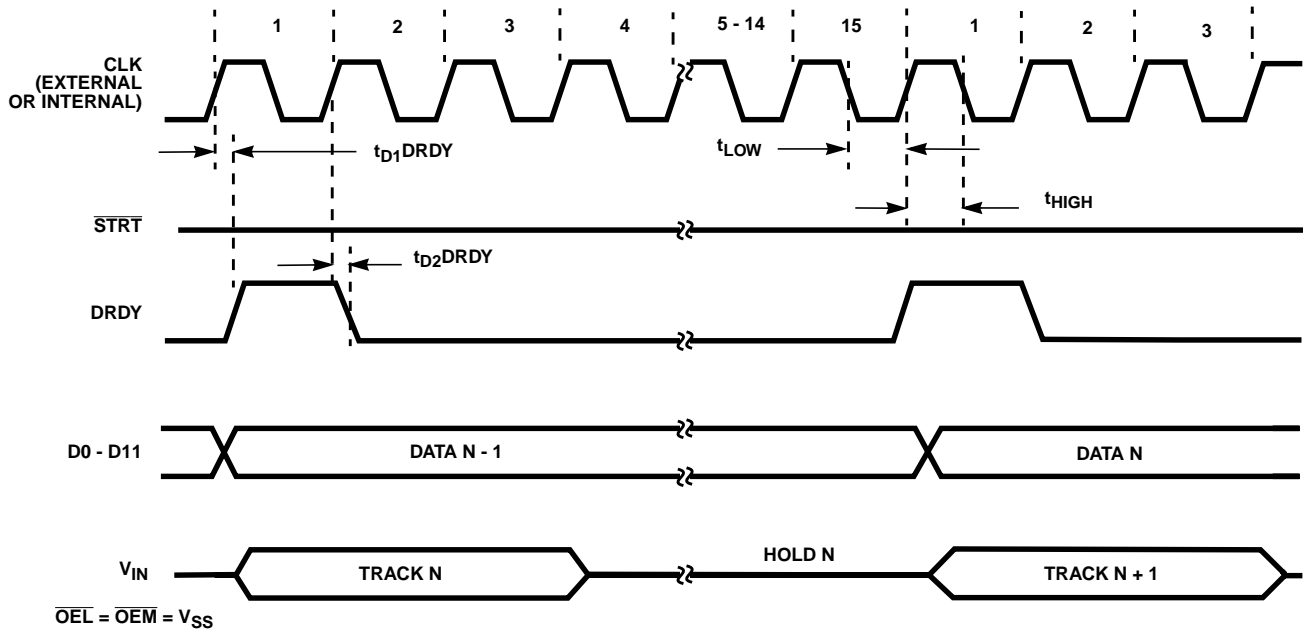 1 2 3 4 5 - 14 15 1 2 3
CLK
(EXTERNAL
OR INTERNAL)
tD1DRDY
tLOW
tHIGH
STRT
tD2DRDY
DRDY
D0 - D11
DATA N - 1
DATA N
HOLD N
VIN
TRACK N
TRACK N + 1
OEL = OEM = VSS